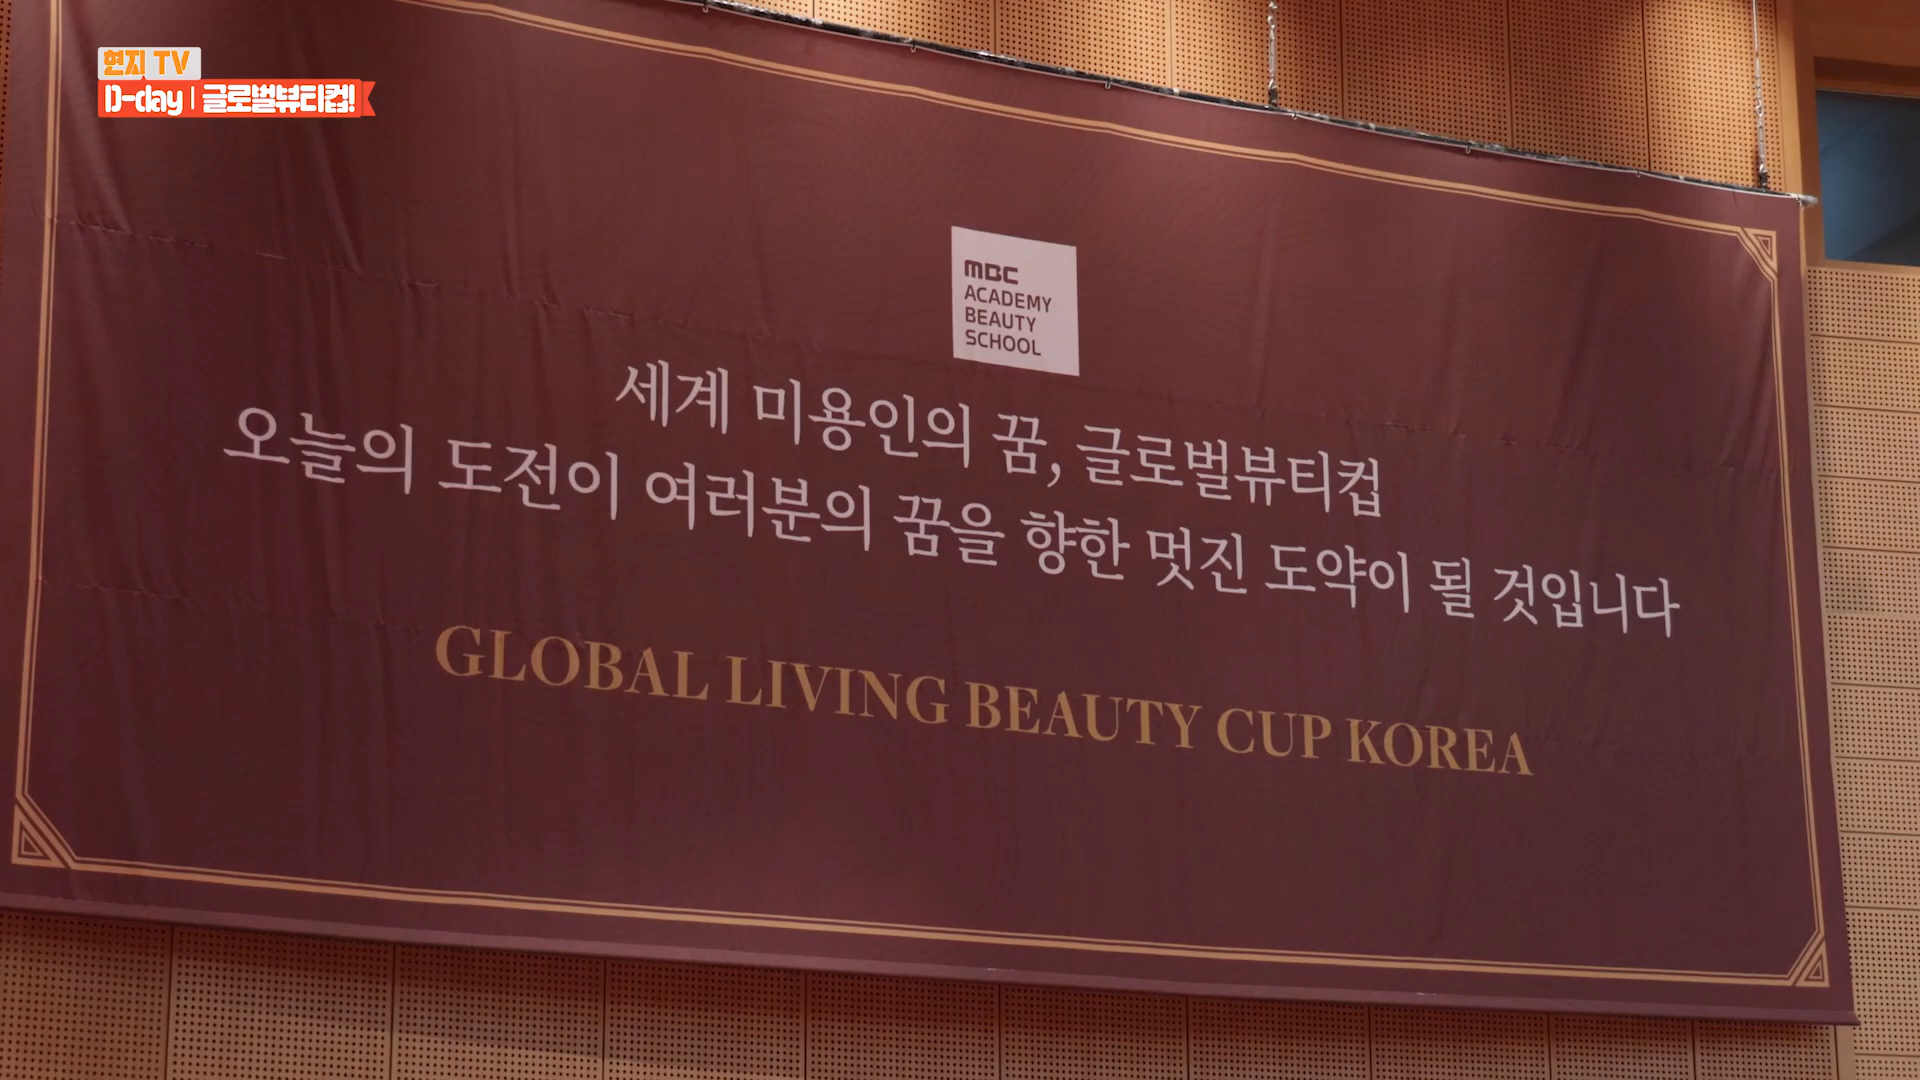 현지 TV
D-day | 글로벌뷰티컵!
MBC
ACADEMY
BEAUTY
SCHOOL
세계 미용인의 꿈, 글로벌뷰티컵
오늘의 도전이 여러분의 꿈을 향한 멋진 도약이 될 것입니다
GLOBAL LIVING BEAUTY CUP KOREA